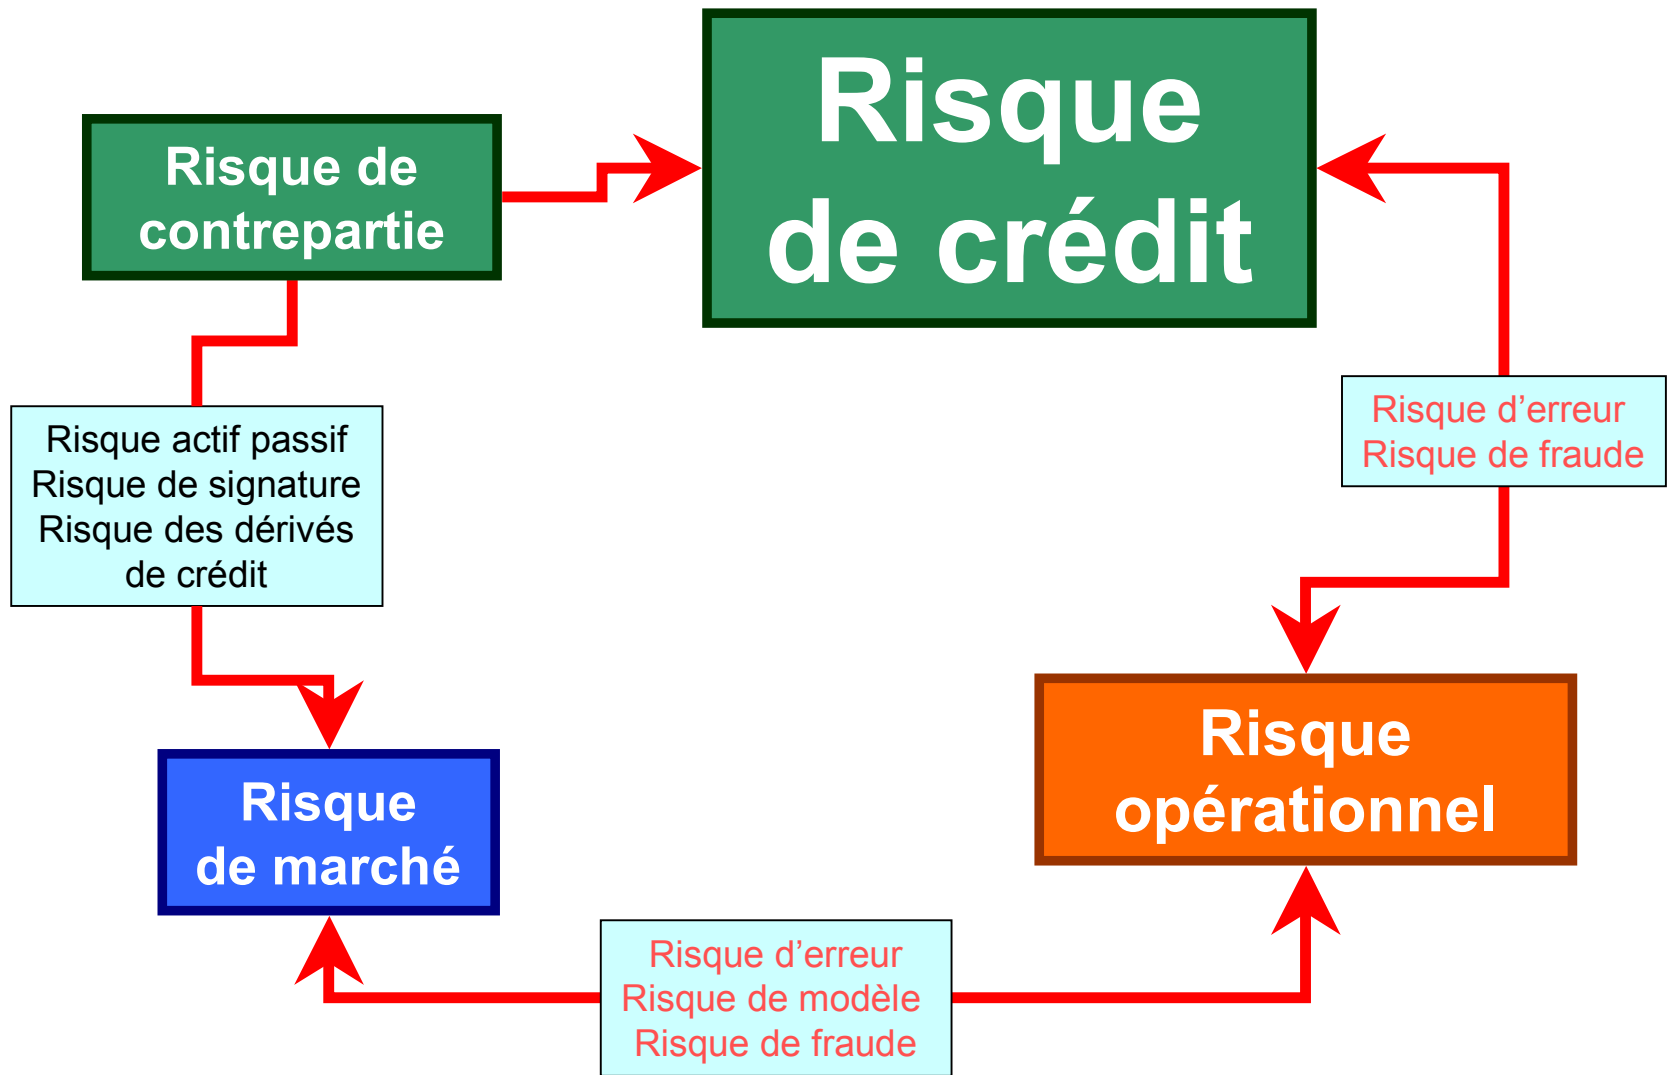 Risque
de crédit
Risque de
contrepartie
Risque d’erreur
Risque de fraude
Risque actif passif
Risque de signature
Risque des dérivés
de crédit
Risque
opérationnel
Risque
de marché
Risque d’erreur
Risque de modèle
Risque de fraude